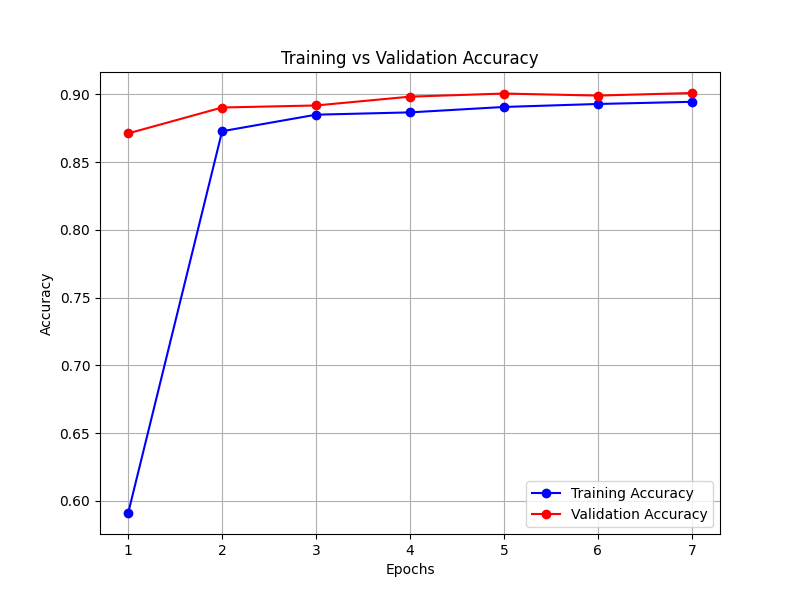 Training vs Validation Accuracy
0.90
0.85
0.80
0.75
0.70
0.65
0.60
Accuracy
Training Accuracy
Validation Accuracy
1 2 3 4 5 6 7
Epochs